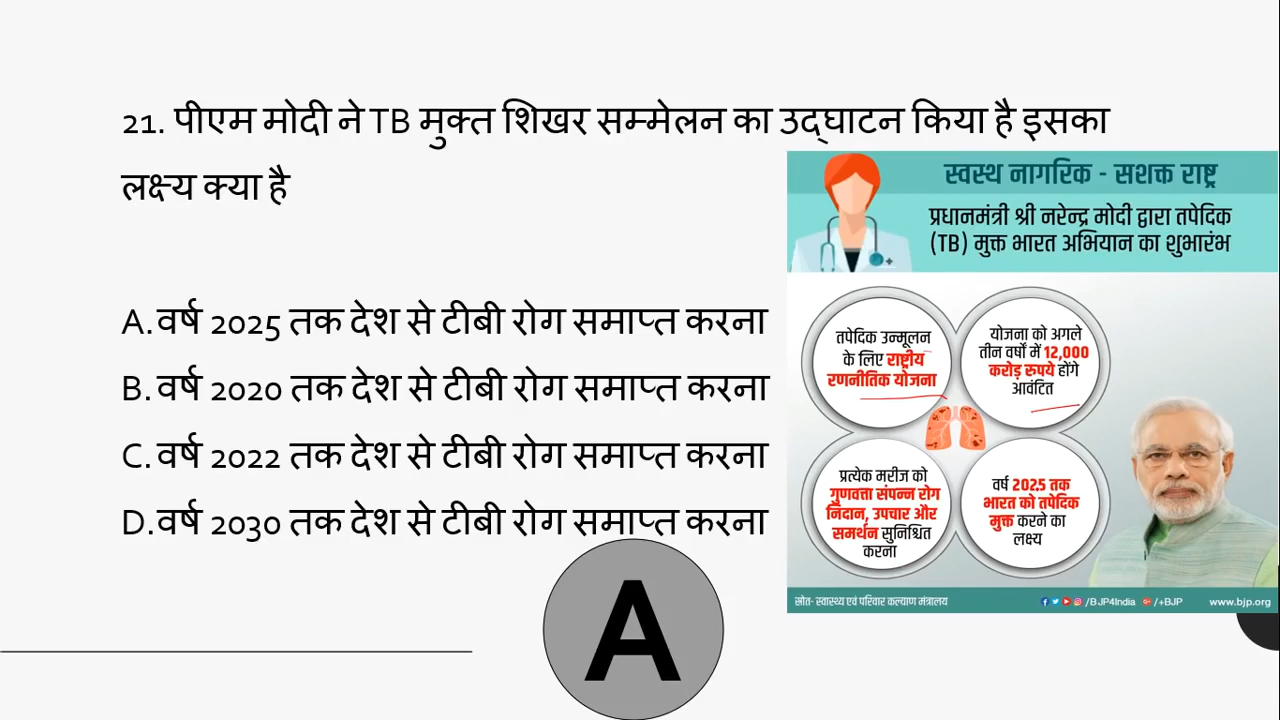 21. पीएम मोदी ने TB मुक्त शिखर सम्मेलन का उद्घाटन किया है इसका
लक्ष्य क्या है
A. वर्ष 2025 तक देश से टीबी रोग समाप्त करना
B. वर्ष 2020 तक देश से टीबी रोग समाप्त करना
C. वर्ष 2022 तक देश से टीबी रोग समाप्त करना
D. वर्ष 2030 तक देश से टीबी रोग समाप्त करना
A
स्वस्थ नागरिक - सशक्त राष्ट्र
प्रधानमंत्री श्री नरेन्द्र मोदी द्वारा तपेदिक
(TB) मुक्त भारत अभियान का शुभारंभ
तपेदिक उन्मूलन
के लिए राष्ट्रीय
रणनीतिक योजना
योजना को अगले
तीन वर्षों में 12,000
करोड़ रुपये होंगे
आवंटित
प्रत्येक मरीज को
गुणवत्ता संपन्न रोग
निदान, उपचार और
समर्थन सुनिश्चित
करना
वर्ष 2025 तक
भारत को तपेदिक
मुक्त करने का
लक्ष्य
स्रोत- स्वास्थ्य एवं परिवार कल्याण मंत्रालय
/BJP4India
/+BJP
www.bjp.org